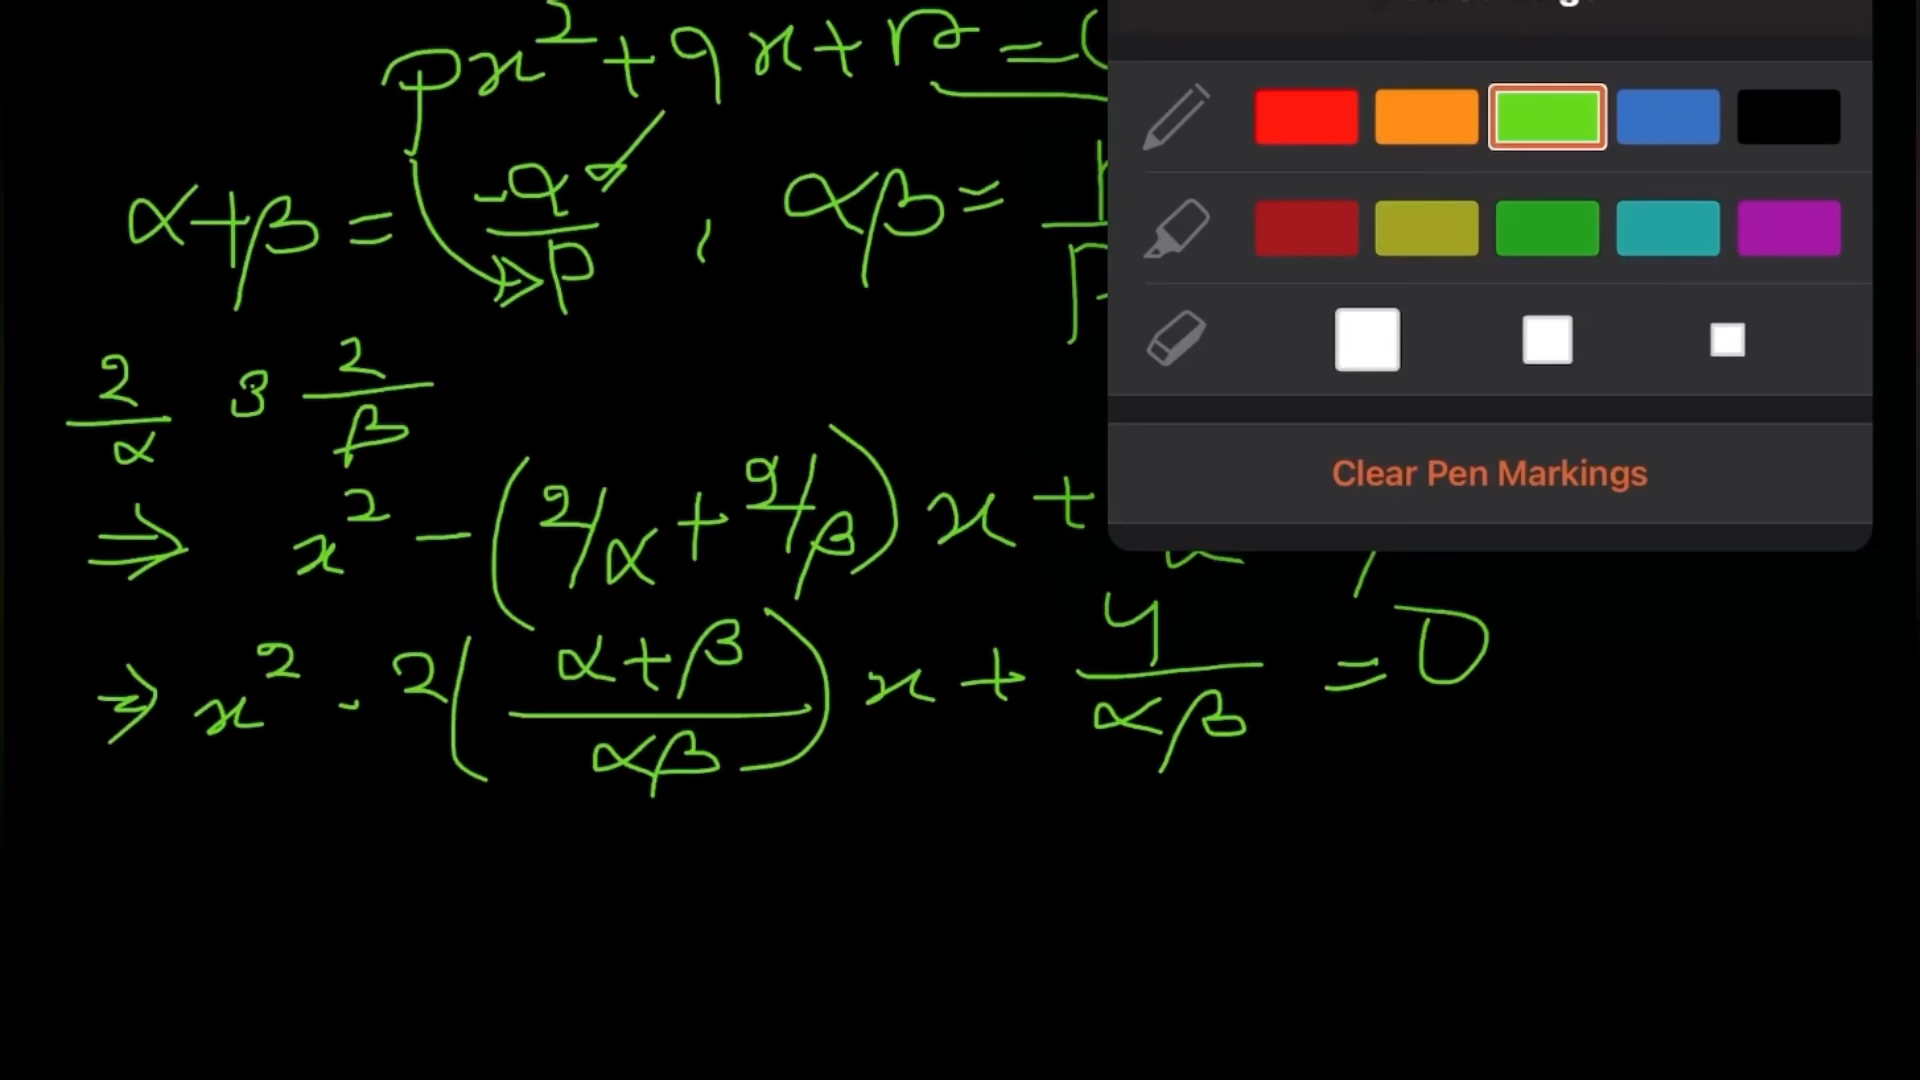 px² + qx + r = 0
α+β = -q/p , αβ =
2/α 3 2/β
⇒ x² - (2/α + 2/β) x +
⇒ x² - 2(α+β/αβ) x + 4/αβ = 0
Clear Pen Markings